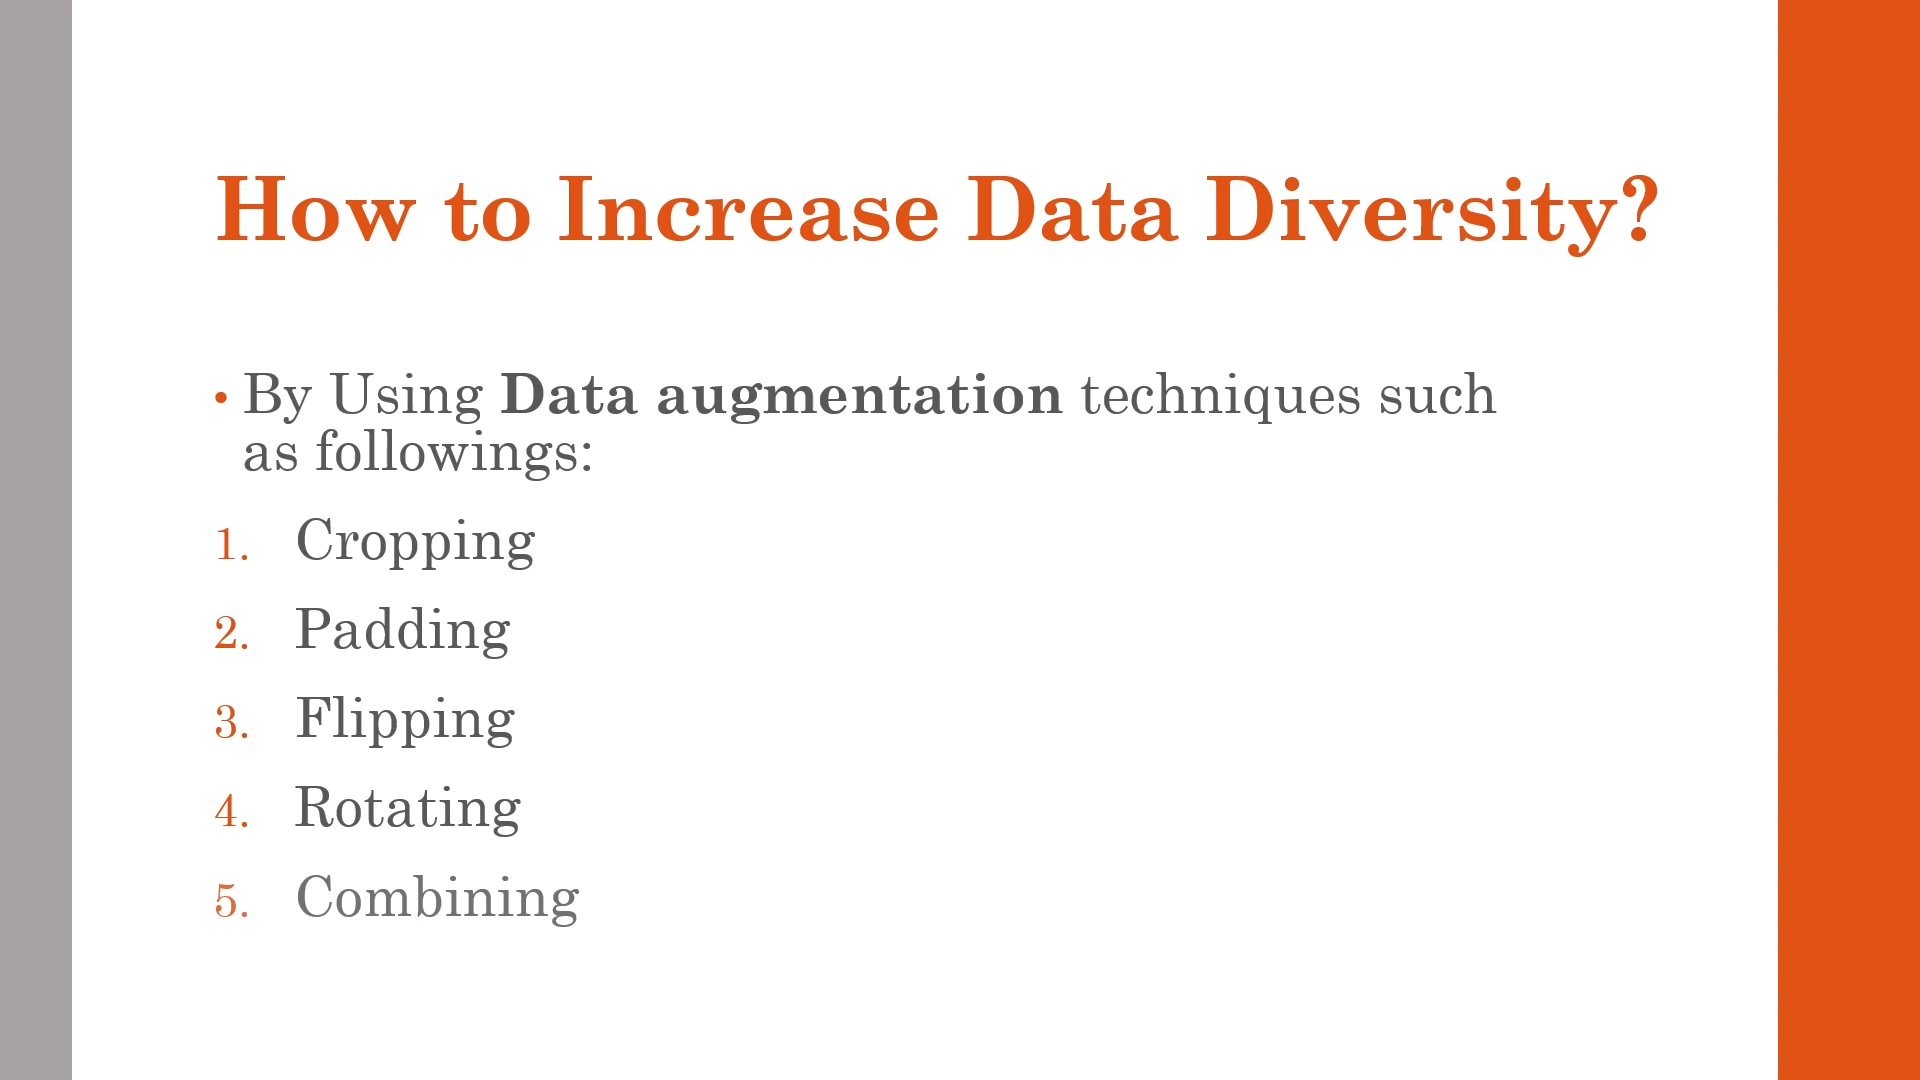 How to Increase Data Diversity?
• By Using Data augmentation techniques such
as followings:
1. Cropping
2. Padding
3. Flipping
4. Rotating
5. Combining